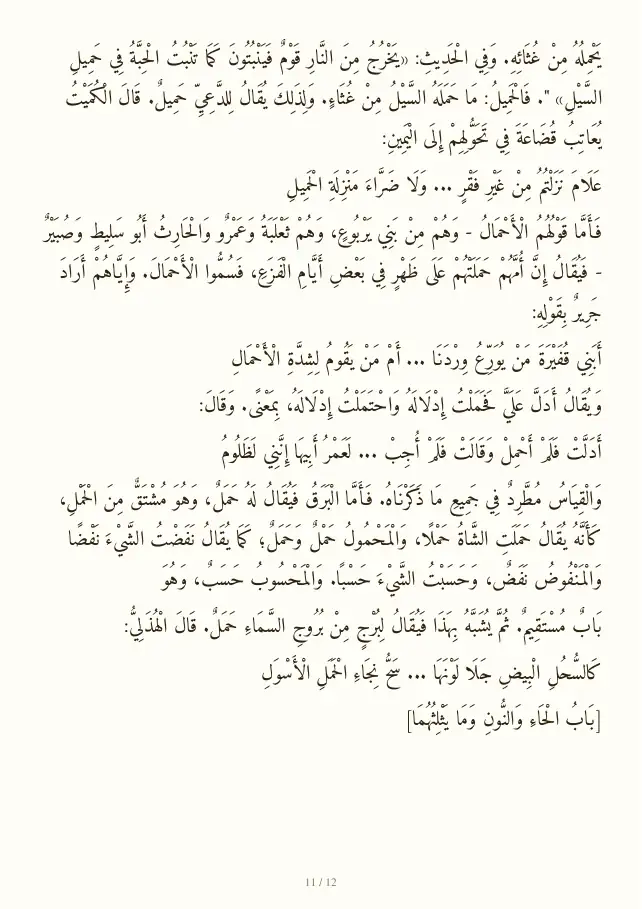 يَحْمِلُهُ مِنْ غُثَائِهِ. وَفِي الْحَدِيثِ: «يَخْرُجُ مِنَ النَّارِ قَوْمٌ فَيَنْبُتُونَ كَمَا تَنْبُتُ الْحِبَّةُ فِي حَمِيلِ
السَّيْلِ» ". فَالْحَمِيلُ: مَا حَمَلَهُ السَّيْلُ مِنْ غُثَاءٍ. وَلِذَلِكَ يُقَالُ لِلدَّعِيِّ حَمِيلٌ. قَالَ الْكُمَيْتُ
يُعَاتِبُ قُضَاعَةَ فِي تَحَوُّلِهِمْ إِلَى الْيَمِينِ:
عَلَامَ نَزَلْتُمُ مِنْ غَيْرِ فَقْرٍ ... وَلَا ضَرَّاءَ مَنْزِلَةِ الْحَمِيلِ
فَأَمَّا قَوْلُهُمُ الْأَحْمَالُ - وَهُمْ مِنْ بَنِي يَرْبُوعٍ، وَهُمْ ثَعْلَبَةُ وَعَمْرٌو وَالْحَارِثُ أَبُو سَلِيطٍ وَصُبَيْرٌ
- فَيُقَالُ إِنَّ أُمَّهُمْ حَمَلَتْهُمْ عَلَى ظَهْرٍ فِي بَعْضِ أَيَّامِ الْفَزَعِ، فَسُمُّوا الْأَحْمَالَ. وَإِيَّاهُمْ أَرَادَ
جَرِيرٌ بِقَوْلِهِ:
أَبَنِي قُفَيْرَةَ مَنْ يُوَرِّعُ وِرْدَنَا ... أَمْ مَنْ يَقُومُ لِشِدَّةِ الْأَحْمَالِ
وَيُقَالُ أَدَلَّ عَلَيَّ فَحَمَلْتُ إِدْلَالَهُ وَاحْتَمَلْتُ إِدْلَالَهُ، بِمَعْنًى. وَقَالَ:
أَدَلَّتْ فَلَمْ أَحْمِلْ وَقَالَتْ فَلَمْ أُجِبْ ... لَعَمْرُ أَبِيهَا إِنَّنِي لَظَلُومُ
وَالْقِيَاسُ مُطَّرِدٌ فِي جَمِيعِ مَا ذَكَرْنَاهُ. فَأَمَّا الْبَرَقُ فَيُقَالُ لَهُ حَمَلٌ، وَهُوَ مُشْتَقٌّ مِنَ الْحَمْلِ،
كَأَنَّهُ يُقَالُ حَمَلَتِ الشَّاةُ حَمْلًا، وَالْمَحْمُولُ حَمْلٌ وَحَمَلٌ؛ كَمَا يُقَالُ نَفَضْتُ الشَّيْءَ نَفْضًا
وَالْمَنْفُوضُ نَفَضٌ، وَحَسَبْتُ الشَّيْءَ حَسْبًا. وَالْمَحْسُوبُ حَسَبٌ، وَهُوَ
بَابٌ مُسْتَقِيمٌ. ثُمَّ يُشَبَّهُ بِهَذَا فَيُقَالُ لِبُرْجٍ مِنْ بُرُوجِ السَّمَاءِ حَمَلٌ. قَالَ الْهُذَلِيُّ:
كَالسُّحُلِ الْبِيضِ جَلَا لَوْنَهَا ... سَحُّ نِجَاءِ الْحَمَلِ الْأَسْوَلِ
[بَابُ الْحَاءِ وَالنُّونِ وَمَا يَثْلِثُهُمَا]
11 / 12